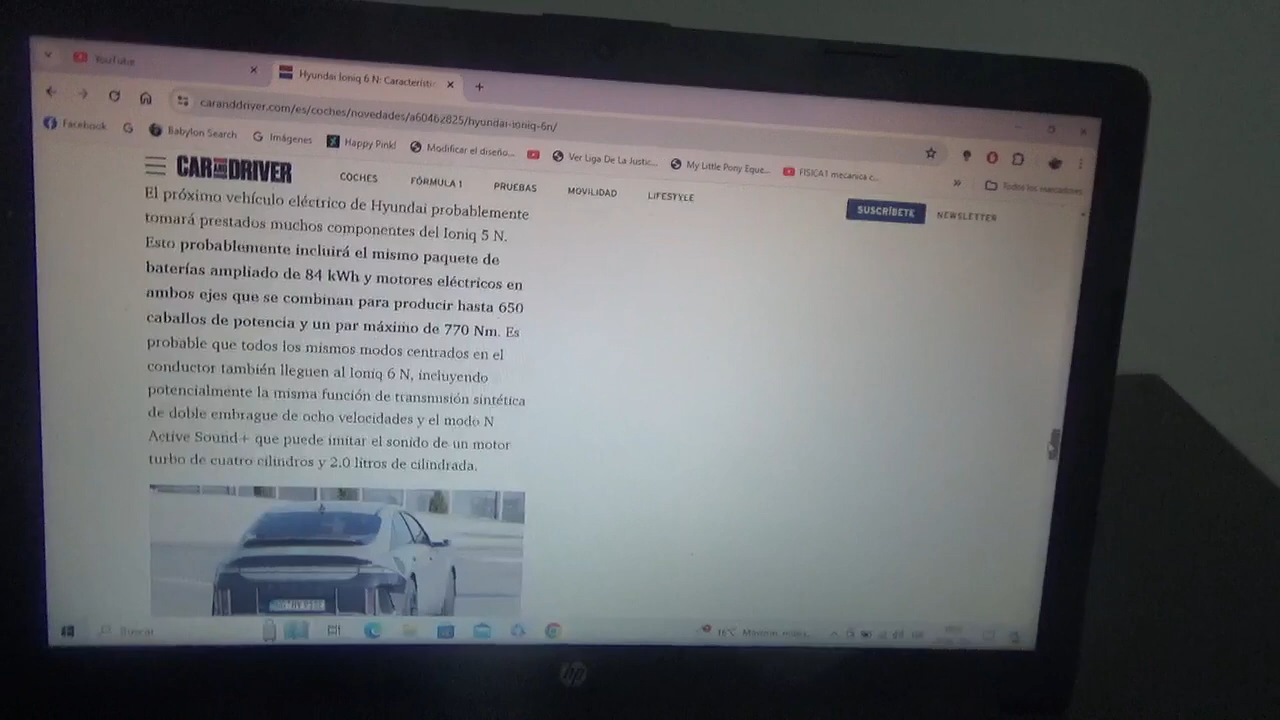 YouTube
Hyundai Ioniq 6 N: Característic
caranddriver.com/es/coches/novedades/a60462825/hyundai-ioniq-6n/
Facebook
Babylon Search
Imágenes
Happy Pink!
Modificar el diseño...
Ver Liga De La Justic...
My Little Pony Eque...
FISICA1 mecanica c...
Todos los marcadores
CAR AND DRIVER
COCHES
FÓRMULA 1
PRUEBAS
MOVILIDAD
LIFESTYLE
SUSCRÍBETE
NEWSLETTER
El próximo vehículo eléctrico de Hyundai probablemente
tomará prestados muchos componentes del Ioniq 5 N.
Esto probablemente incluirá el mismo paquete de
baterías ampliado de 84 kWh y motores eléctricos en
ambos ejes que se combinan para producir hasta 650
caballos de potencia y un par máximo de 770 Nm. Es
probable que todos los mismos modos centrados en el
conductor también lleguen al Ioniq 6 N, incluyendo
potencialmente la misma función de transmisión sintética
de doble embrague de ocho velocidades y el modo N
Active Sound+ que puede imitar el sonido de un motor
turbo de cuatro cilindros y 2.0 litros de cilindrada.
Buscar
16°C
hp